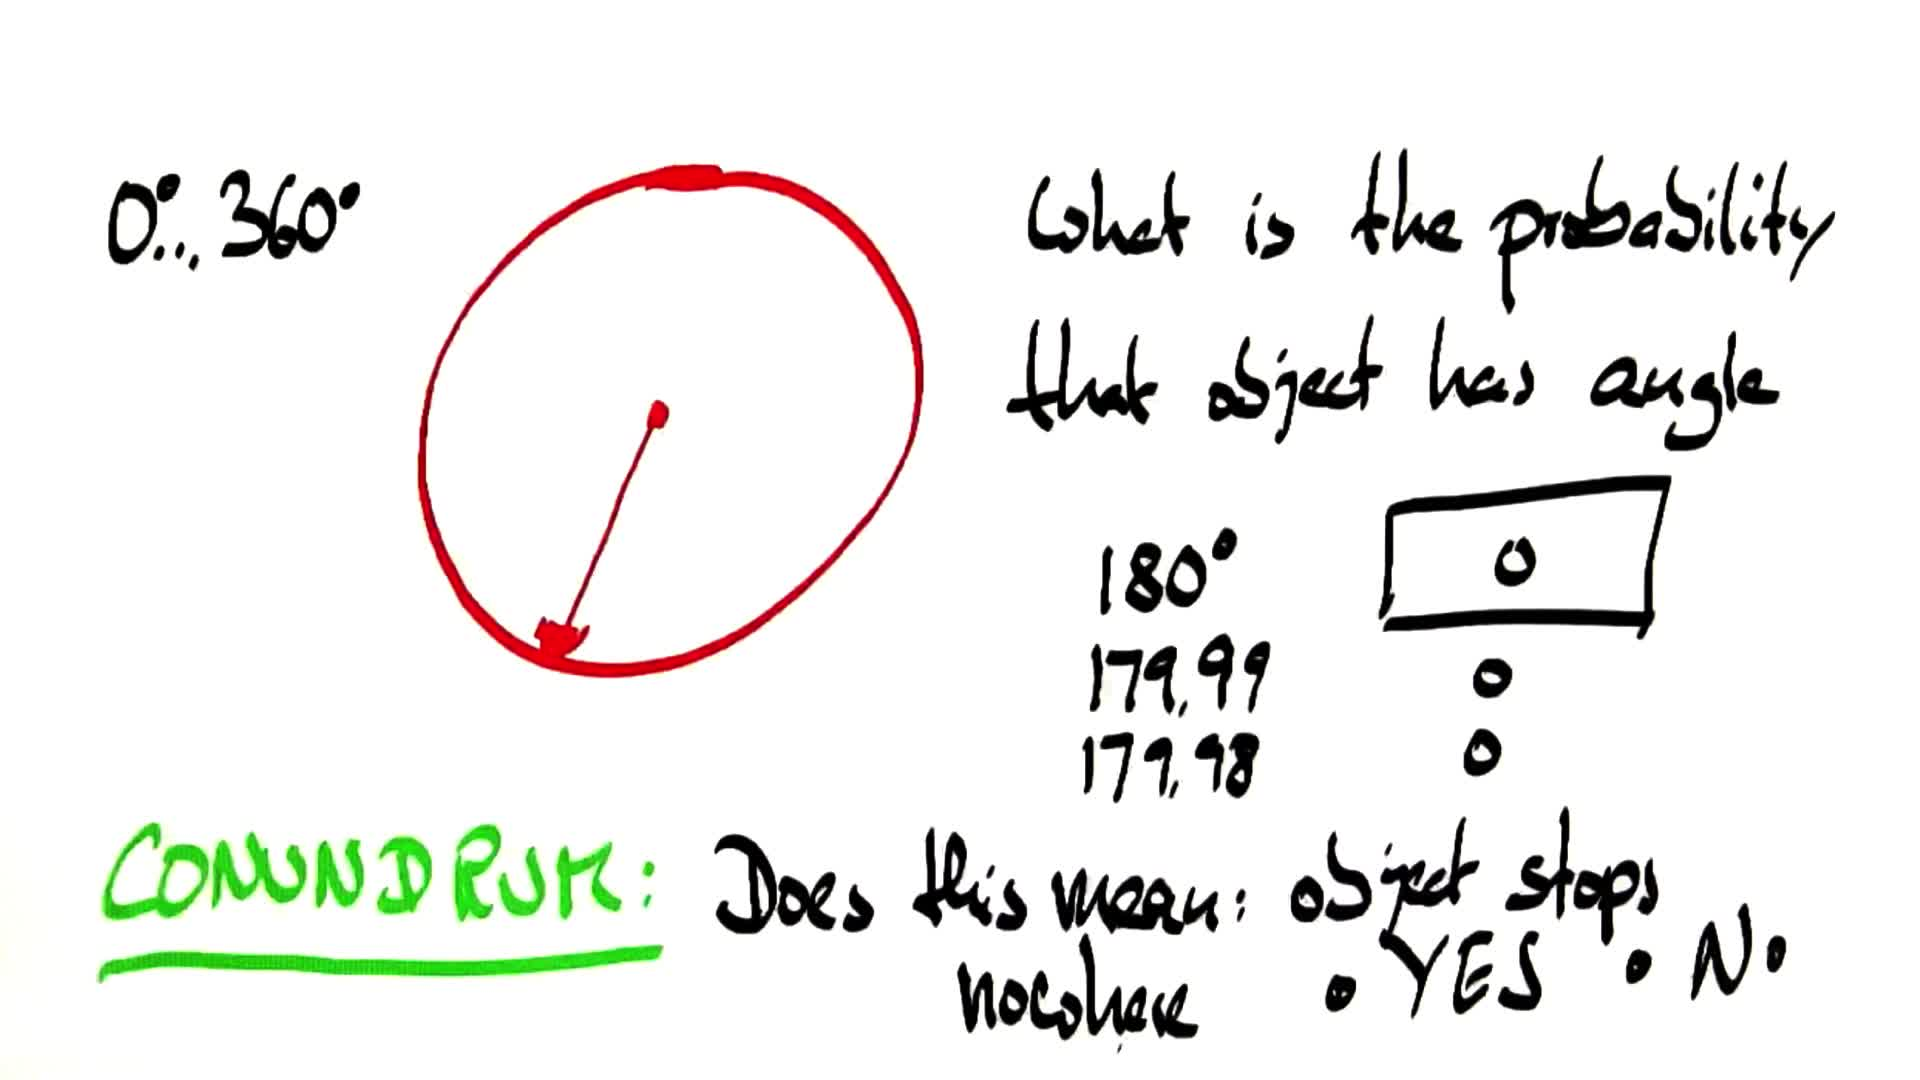 0°...360°
What is the probability
that object has angle
180° 0
179.99 0
179.98 0
CONUNDRUM: Does this mean: object stops
nowhere o YES o No